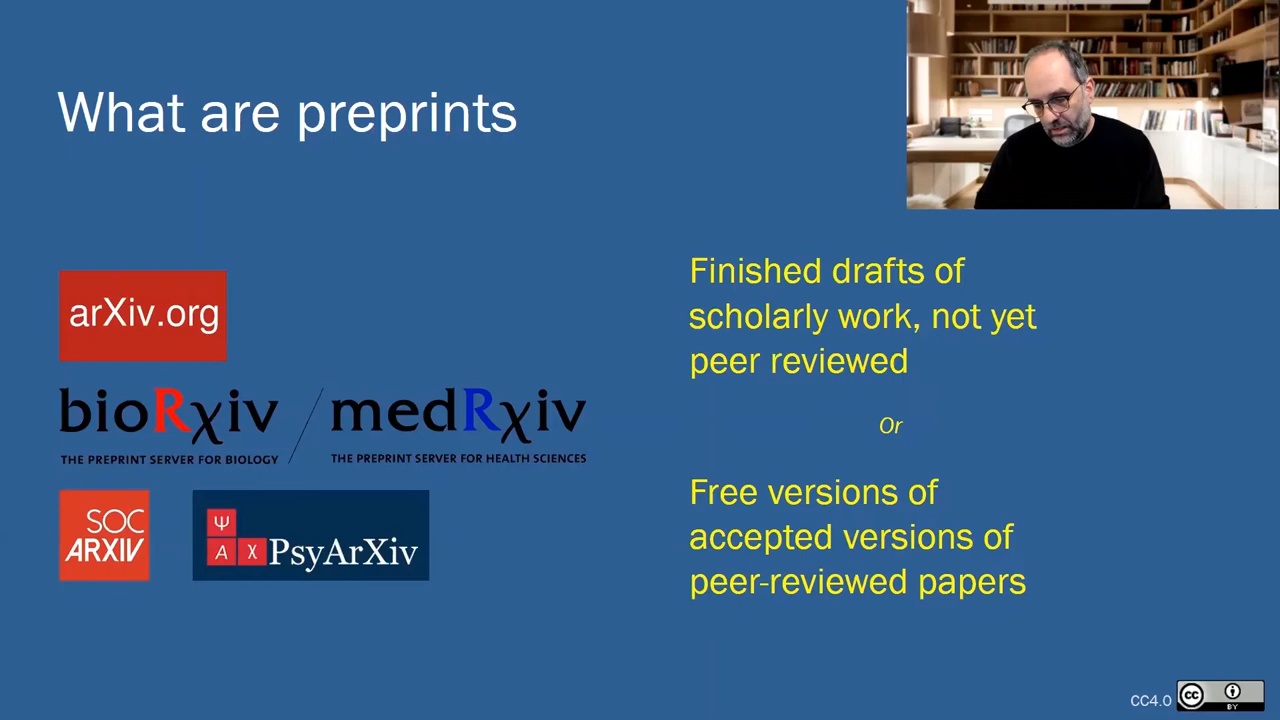 What are preprints
arXiv.org
bioRχiv / medRχiv
THE PREPRINT SERVER FOR BIOLOGY THE PREPRINT SERVER FOR HEALTH SCIENCES
SOC
ARXIV
Ψ
A χ PsyArXiv
Finished drafts of
scholarly work, not yet
peer reviewed
Or
Free versions of
accepted versions of
peer-reviewed papers
CC4.0 cc BY